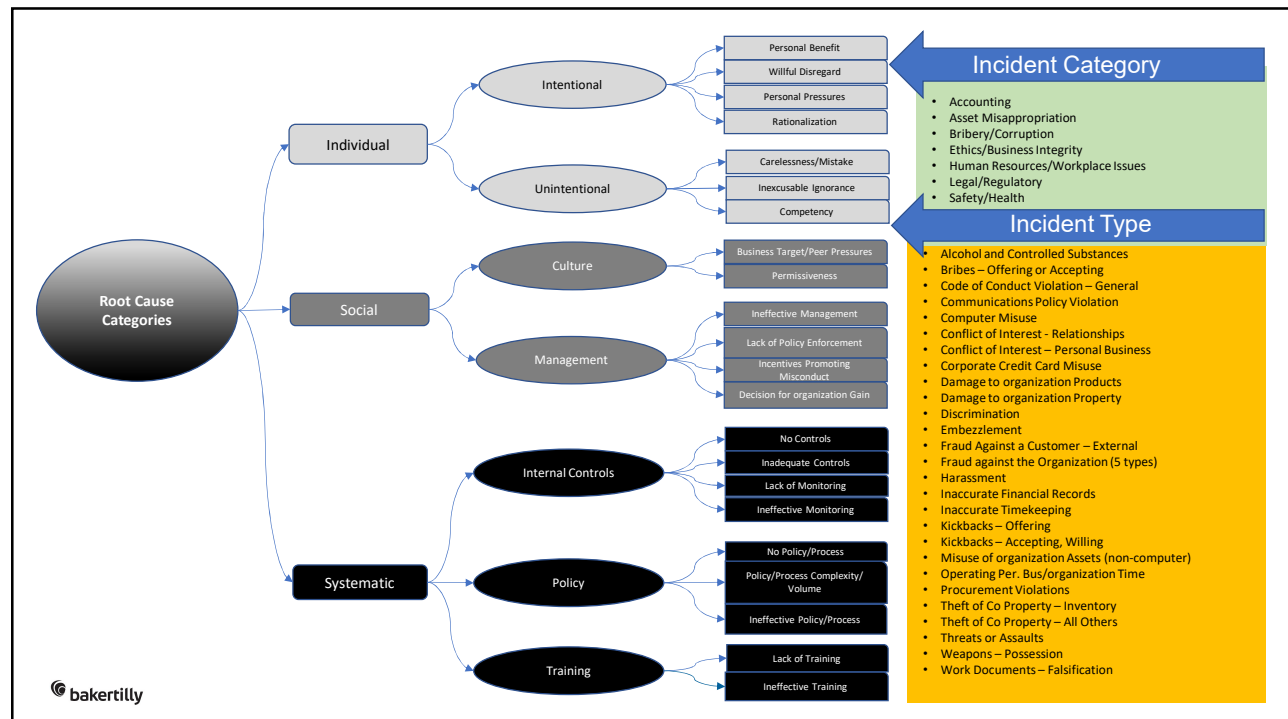 Root Cause
Categories
Individual
Social
Systematic
Intentional
Unintentional
Culture
Management
Internal Controls
Policy
Training
Personal Benefit
Willful Disregard
Personal Pressures
Rationalization
Carelessness/Mistake
Inexcusable Ignorance
Competency
Business Target/Peer Pressures
Permissiveness
Ineffective Management
Lack of Policy Enforcement
Incentives Promoting
Misconduct
Decision for organization Gain
No Controls
Inadequate Controls
Lack of Monitoring
Ineffective Monitoring
No Policy/Process
Policy/Process Complexity/
Volume
Ineffective Policy/Process
Lack of Training
Ineffective Training
Incident Category
• Accounting
• Asset Misappropriation
• Bribery/Corruption
• Ethics/Business Integrity
• Human Resources/Workplace Issues
• Legal/Regulatory
• Safety/Health
Incident Type
• Alcohol and Controlled Substances
• Bribes – Offering or Accepting
• Code of Conduct Violation – General
• Communications Policy Violation
• Computer Misuse
• Conflict of Interest - Relationships
• Conflict of Interest – Personal Business
• Corporate Credit Card Misuse
• Damage to organization Products
• Damage to organization Property
• Discrimination
• Embezzlement
• Fraud Against a Customer – External
• Fraud against the Organization (5 types)
• Harassment
• Inaccurate Financial Records
• Inaccurate Timekeeping
• Kickbacks – Offering
• Kickbacks – Accepting, Willing
• Misuse of organization Assets (non-computer)
• Operating Per. Bus/organization Time
• Procurement Violations
• Theft of Co Property – Inventory
• Theft of Co Property – All Others
• Threats or Assaults
• Weapons – Possession
• Work Documents – Falsification
bakertilly